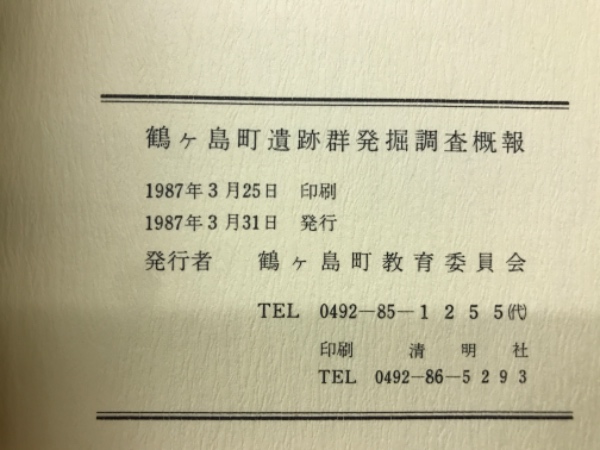 鶴ヶ島町遺跡群発掘調査概報
1987年3月25日 印刷
1987年3月31日 発行
発行者 鶴ヶ島町教育委員会
TEL 0492—85—1255㈹
印刷 清明社
TEL 0492—86—5293